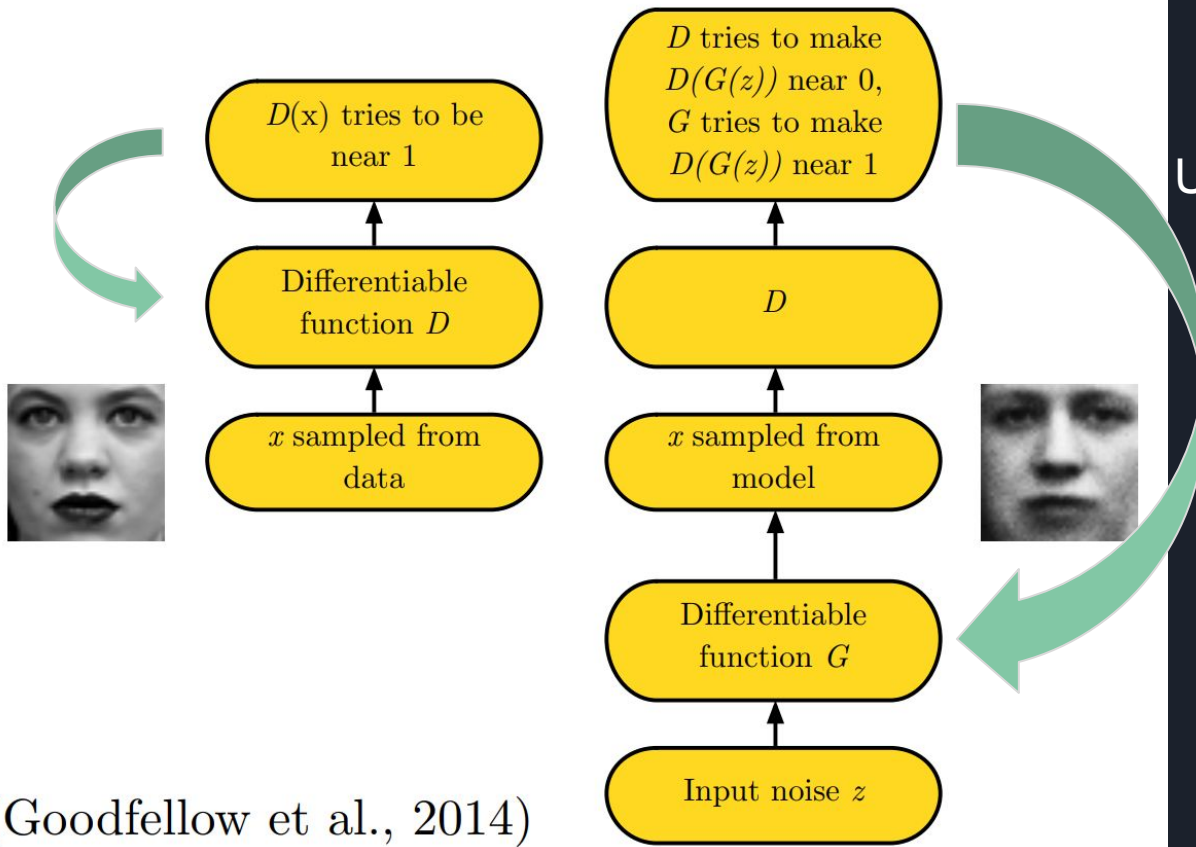 D(x) tries to be
near 1
Differentiable
function D
x sampled from
data
D tries to make
D(G(z)) near 0,
G tries to make
D(G(z)) near 1
D
x sampled from
model
Differentiable
function G
Input noise z
Goodfellow et al., 2014)
U